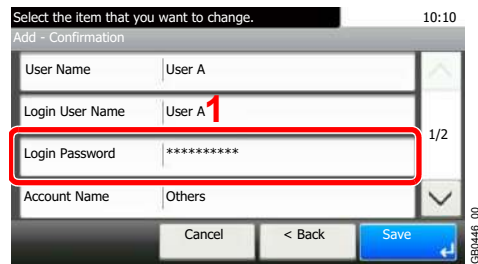 Select the item that you want to change. 10:10
Add - Confirmation
User Name User A
Login User Name User A 1
1/2
Login Password **********
Account Name Others
Cancel < Back Save
GB0446_00